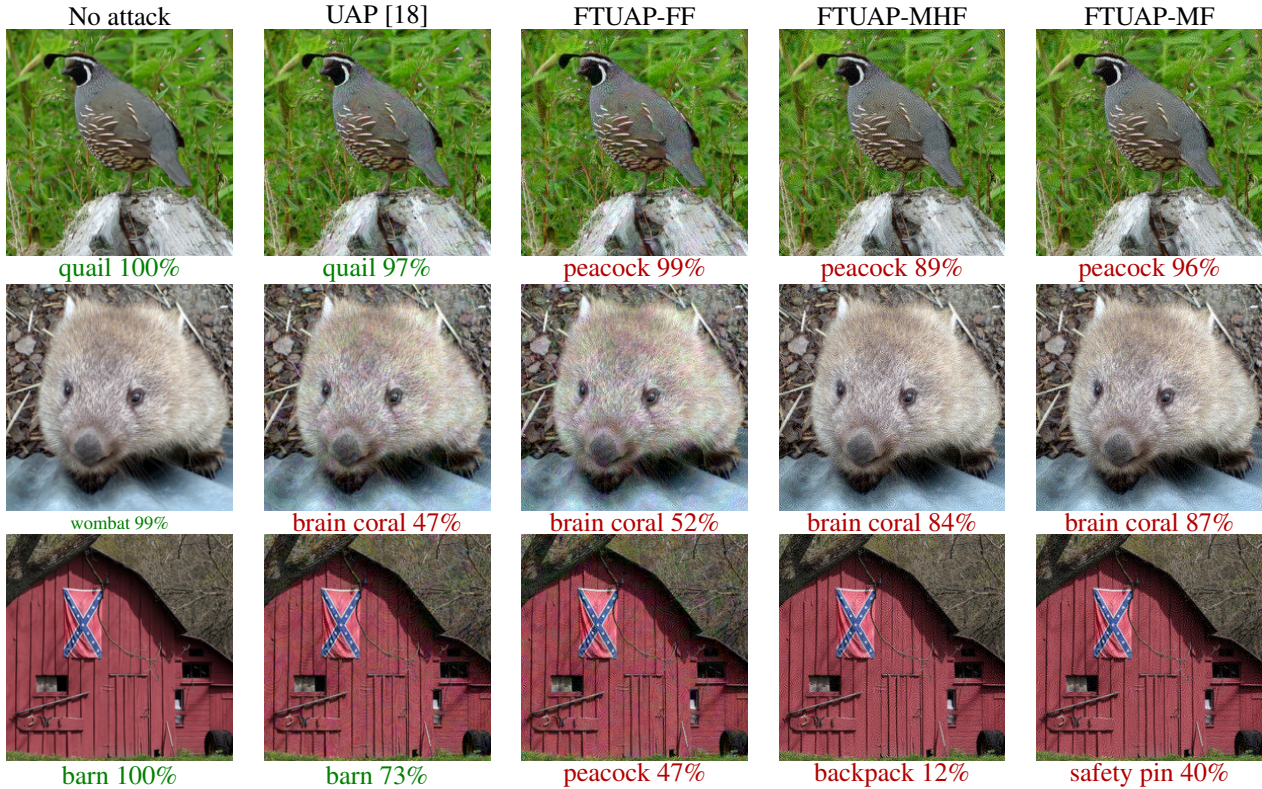 No attack UAP [18] FTUAP-FF FTUAP-MHF FTUAP-MF
quail 100% quail 97% peacock 99% peacock 89% peacock 96%
wombat 99% brain coral 47% brain coral 52% brain coral 84% brain coral 87%
barn 100% barn 73% peacock 47% backpack 12% safety pin 40%